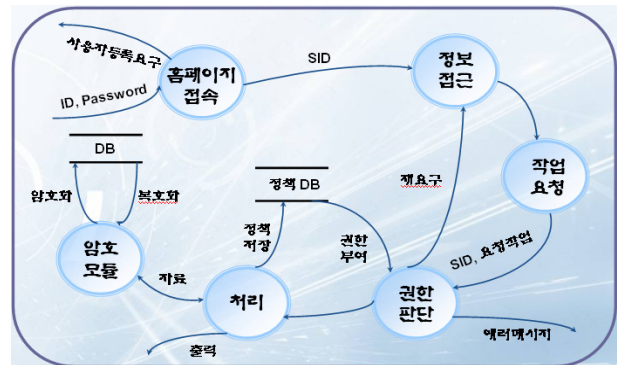 사용자등록요구
홈페이지
접속
SID
정보
접근
ID, Password
DB
암호화
복호화
정책 DB
재요구
작업
요청
정책
저장
권한
부여
SID, 요청작업
암호
모듈
자료
처리
권한
판단
에러메시지
출력